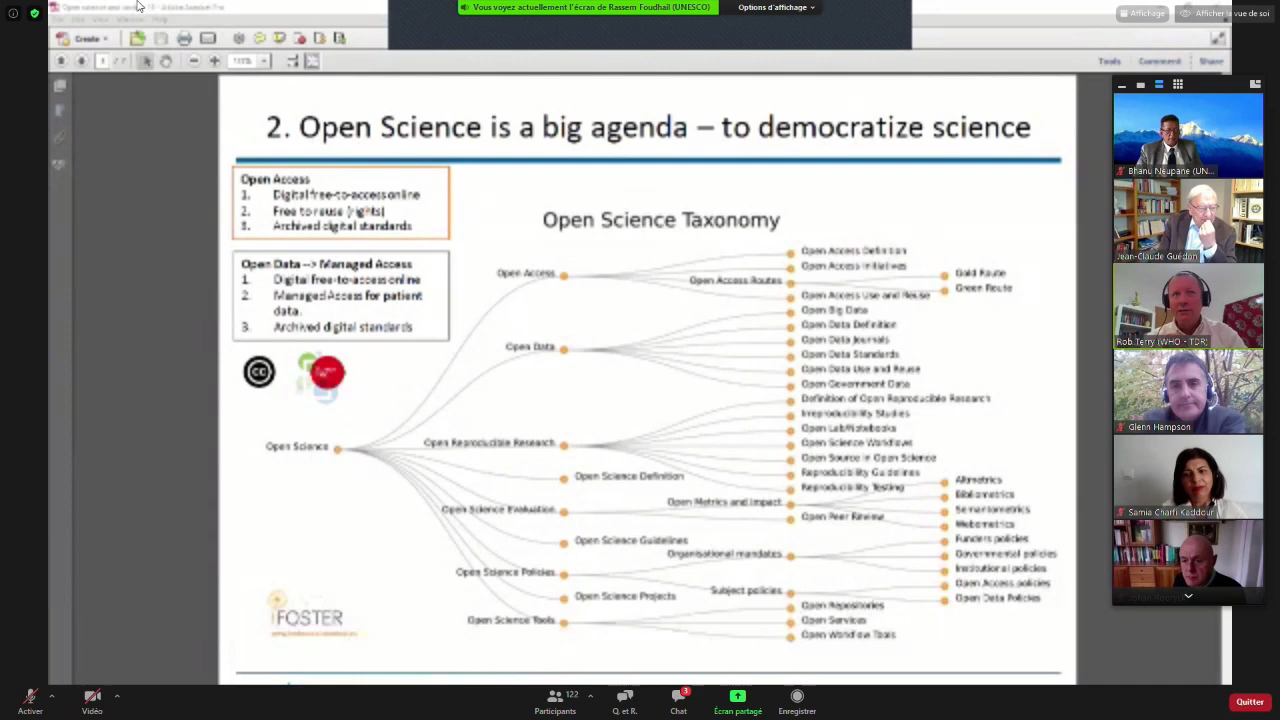 Vous voyez actuellement l'écran de Rassem Foudhail (UNESCO)
Options d'affichage
Affichage
Afficher la vue de soi
Create
Tools
Comment
Share
2. Open Science is a big agenda – to democratize science
Open Access
1. Digital free-to-access online
2. Free to reuse (rights)
3. Archived digital standards
Open Data --> Managed Access
1. Digital free-to-access online
2. Managed Access for patient
data.
3. Archived digital standards
cc
FOSTER
Open Science Taxonomy
Open Science
Open Access
Open Access Definition
Open Access Initiatives
Open Access Routes
Gold Route
Green Route
Open Access Use and Reuse
Open Data
Open Big Data
Open Data Definition
Open Data Journals
Open Data Standards
Open Data Use and Reuse
Open Government Data
Open Reproducible Research
Definition of Open Reproducible Research
Irreproducibility Studies
Open Lab/Notebooks
Open Science Workflows
Open Source in Open Science
Reproducibility Guidelines
Reproducibility Testing
Open Science Definition
Open Science Evaluation
Open Metrics and Impact
Altmetrics
Bibliometrics
Semantometrics
Webometrics
Open Peer Review
Open Science Guidelines
Open Science Policies
Organisational mandates
Funders policies
Governmental policies
Institutional policies
Subject policies
Open Access policies
Open Data Policies
Open Science Projects
Open Science Tools
Open Repositories
Open Services
Open Workflow Tools
Bhanu Neupane (UN...
Jean-Claude Guédon
Rob Terry (WHO - TDR)
Glenn Hampson
Samia Charfi Kaddour
Activer
Vidéo
122
Participants
Q. et R.
3
Chat
Écran partagé
Enregistrer
Quitter